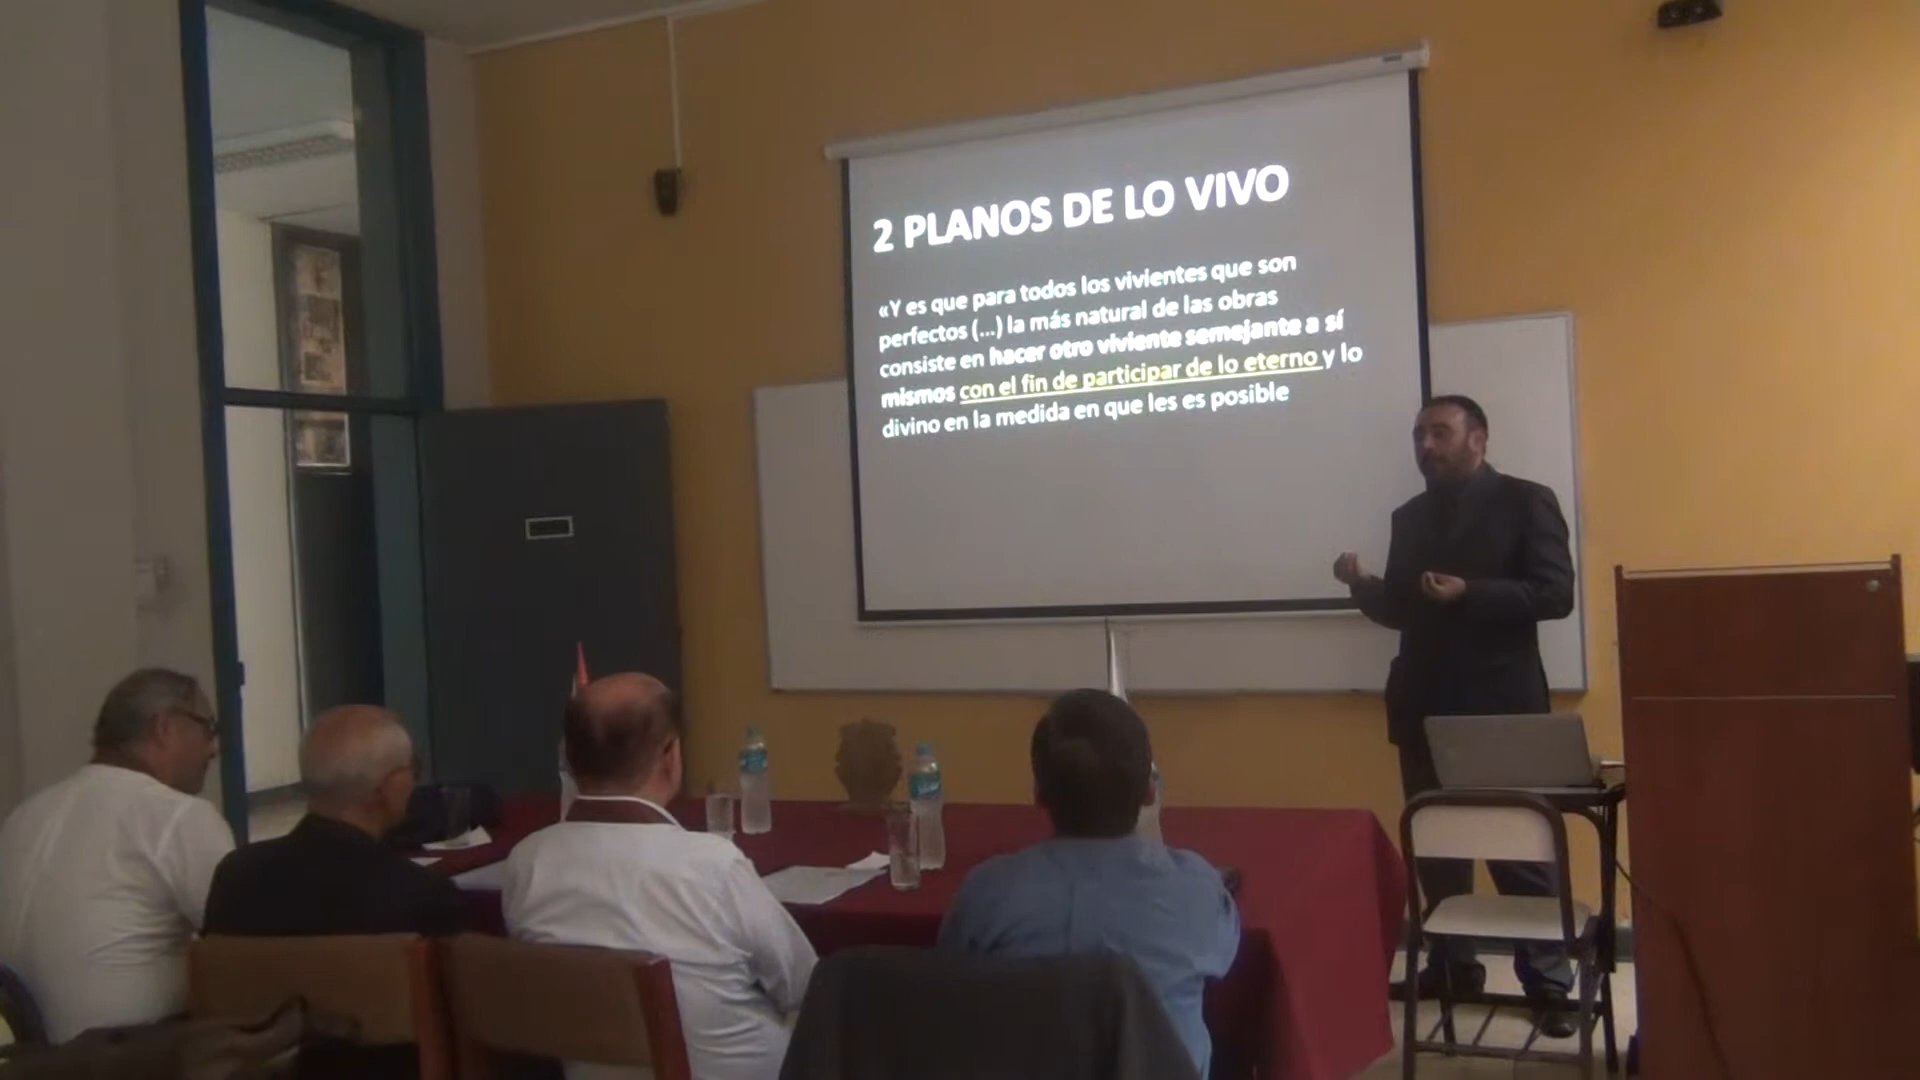 2 PLANOS DE LO VIVO
«Y es que para todos los vivientes que son
perfectos (...) la más natural de las obras
consiste en hacer otro viviente semejante a sí
mismos con el fin de participar de lo eterno y lo
divino en la medida en que les es posible